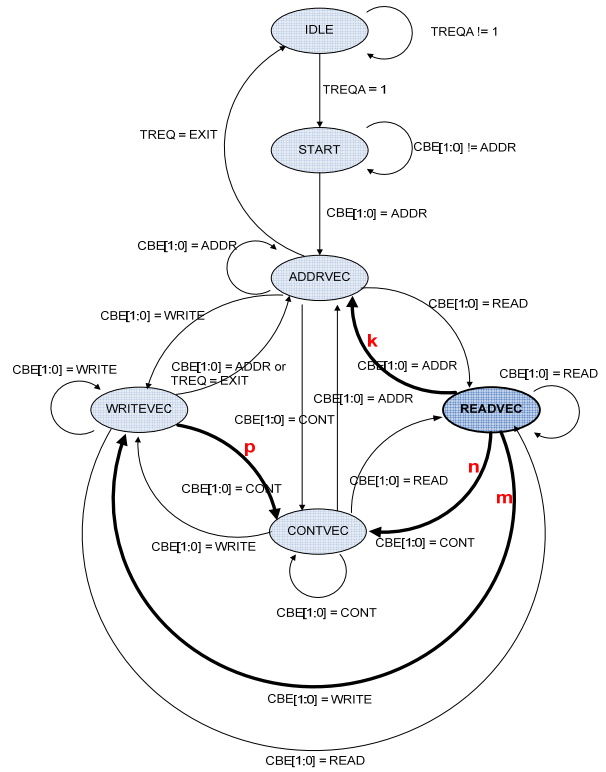 IDLE
TREQA != 1
TREQA = 1
TREQ = EXIT
START
CBE[1:0] != ADDR
CBE[1:0] = ADDR
CBE[1:0] = ADDR
ADDRVEC
CBE[1:0] = READ
CBE[1:0] = WRITE
k
CBE[1:0] = ADDR or
TREQ = EXIT
CBE[1:0] = ADDR
CBE[1:0] = WRITE
CBE[1:0] = READ
CBE[1:0] = ADDR
WRITEVEC
READVEC
CBE[1:0] = CONT
p
n
CBE[1:0] = READ
CBE[1:0] = CONT
m
CONTVEC
CBE[1:0] = WRITE
CBE[1:0] = CONT
CBE[1:0] = CONT
CBE[1:0] = WRITE
CBE[1:0] = READ